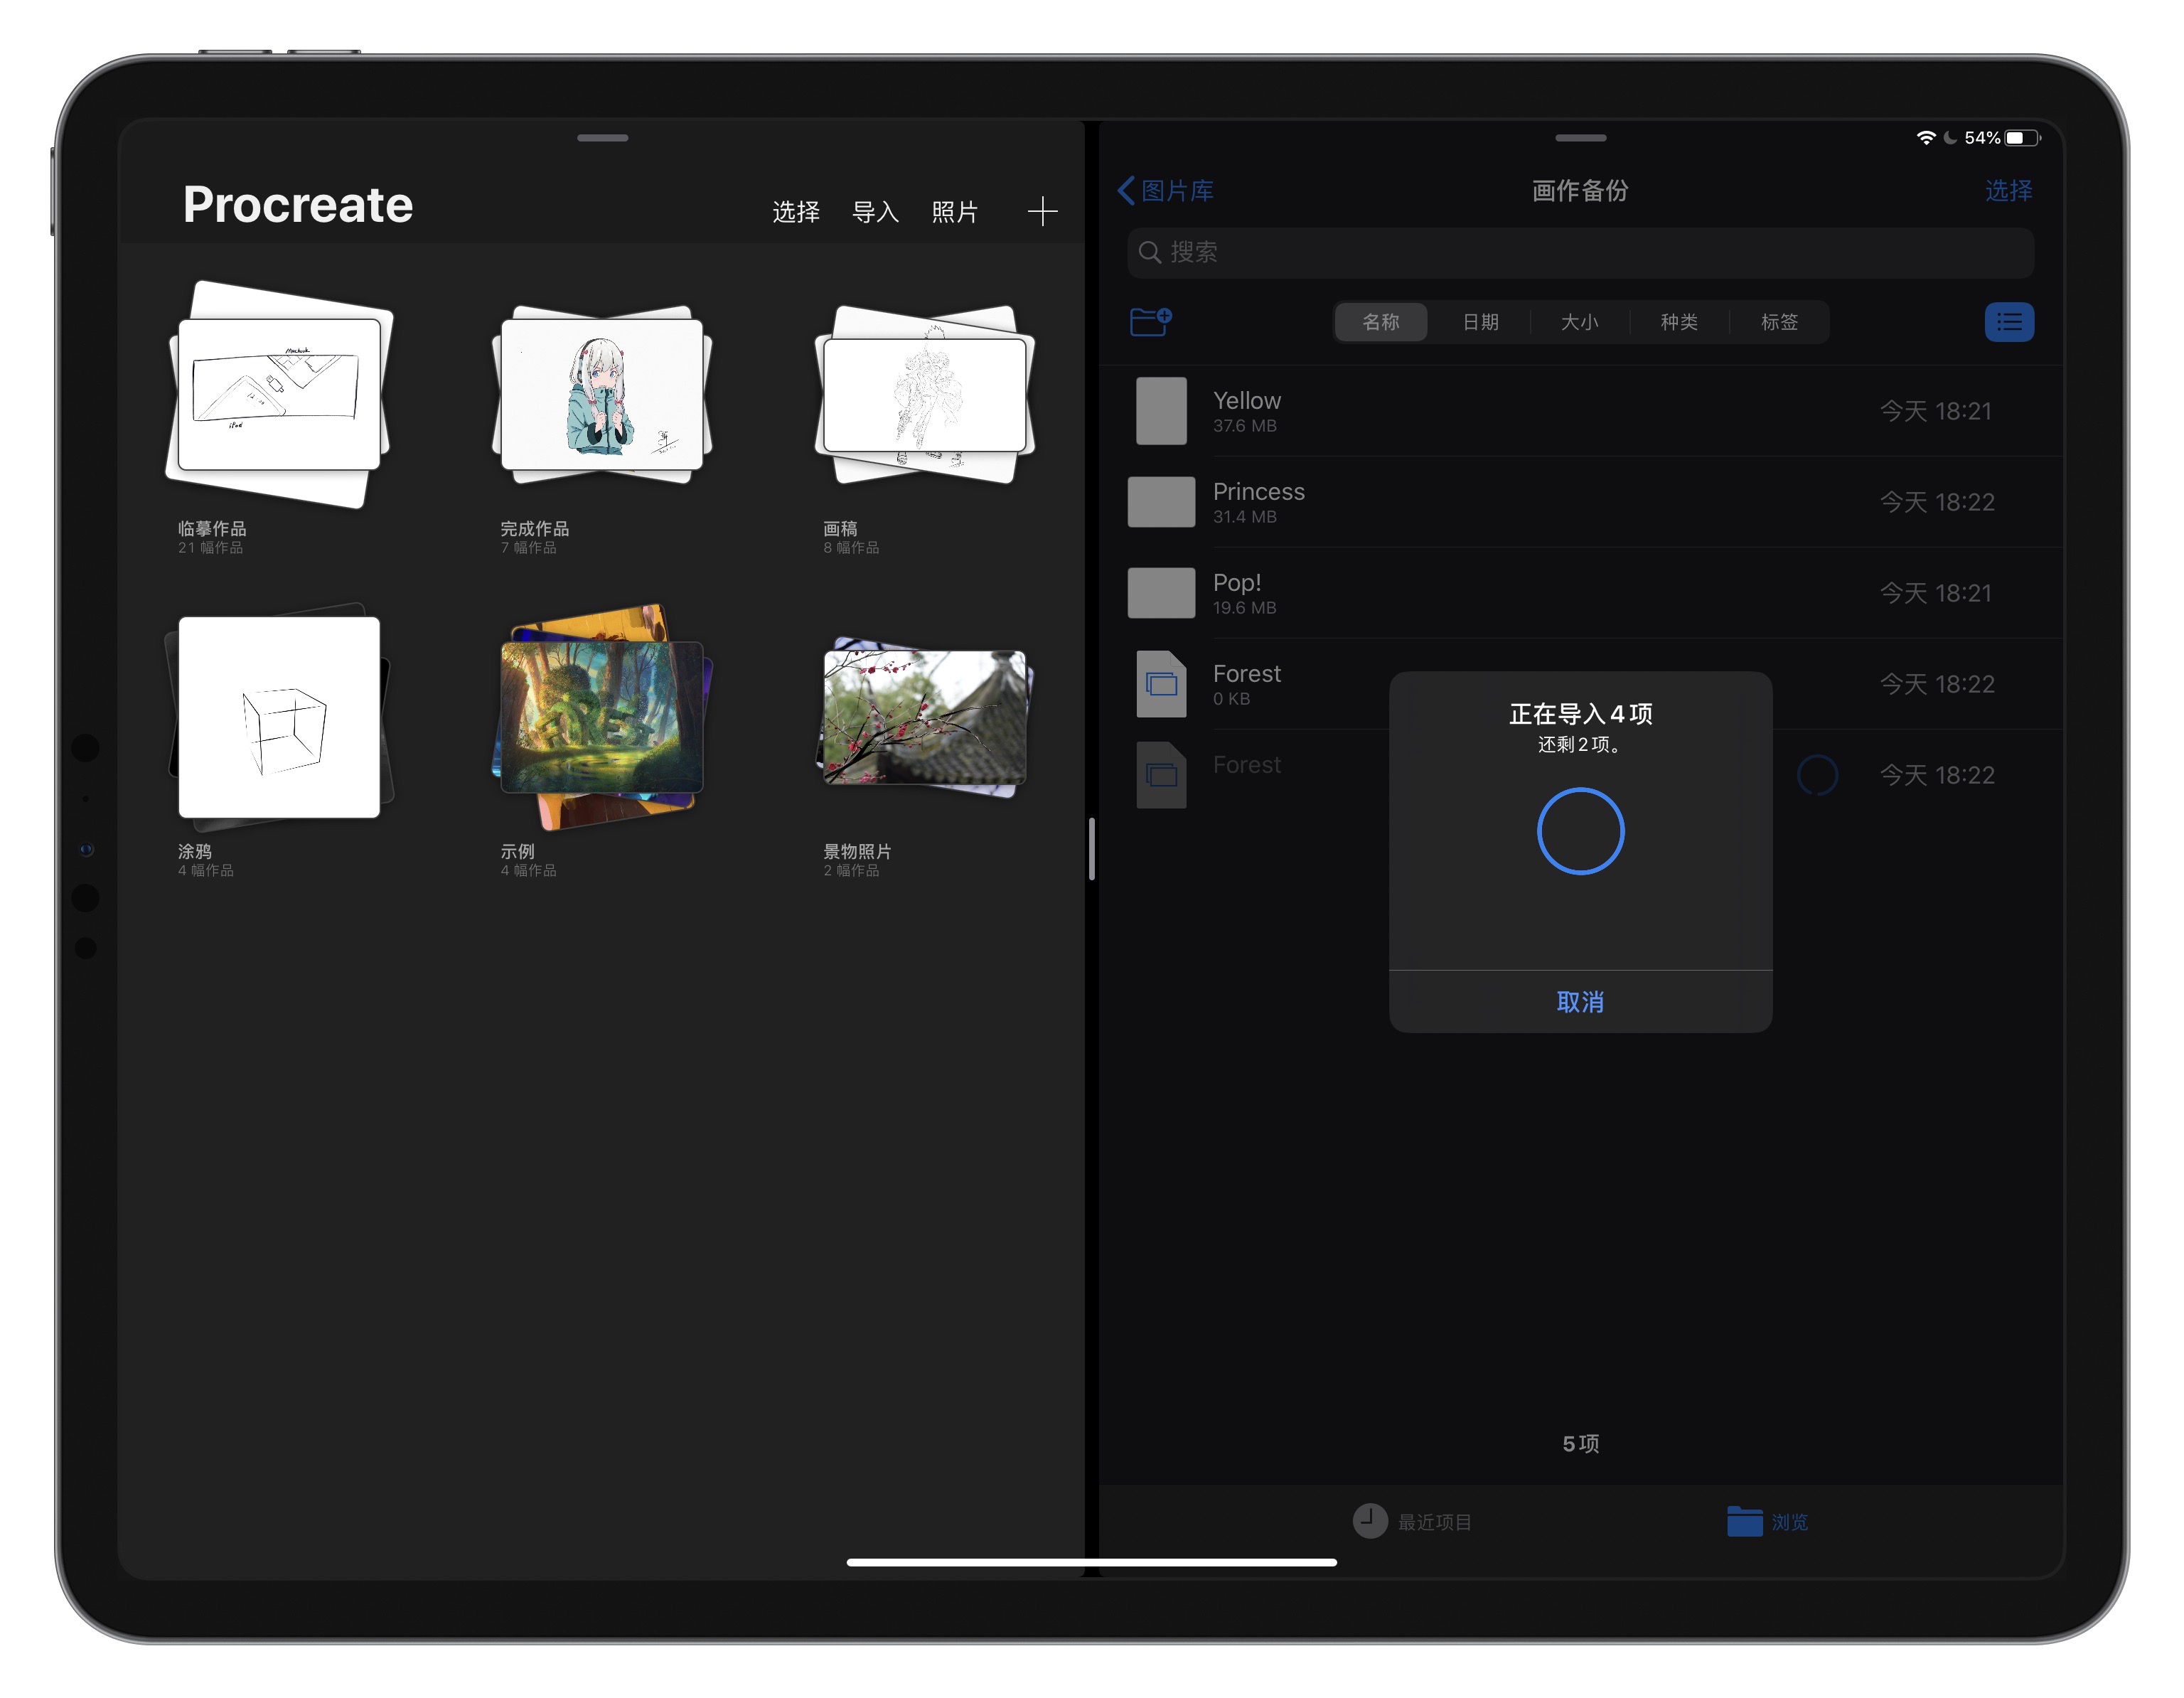 Procreate
选择 导入 照片
Macbook
iPad
临摹作品
21 幅作品
完成作品
7 幅作品
画稿
8 幅作品
涂鸦
4 幅作品
示例
4 幅作品
景物照片
2 幅作品
54%
图片库 画作备份 选择
搜索
名称 日期 大小 种类 标签
Yellow
37.6 MB
今天 18:21
Princess
31.4 MB
今天 18:22
Pop!
19.6 MB
今天 18:21
Forest
0 KB
今天 18:22
Forest
今天 18:22
正在导入4项
还剩2项。
取消
5项
最近项目 浏览